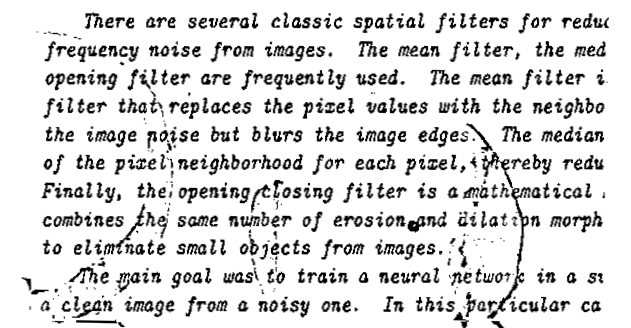 There are several classic spatial filters for reduc
frequency noise from images. The mean filter, the med
opening filter are frequently used. The mean filter i
filter that replaces the pixel values with the neighbo
the image noise but blurs the image edges. The median
of the pixel neighborhood for each pixel, thereby redu
Finally, the opening closing filter is a mathematical
combines the same number of erosion and dilation morph
to eliminate small objects from images.
The main goal was to train a neural network in a su
a clean image from a noisy one. In this particular ca